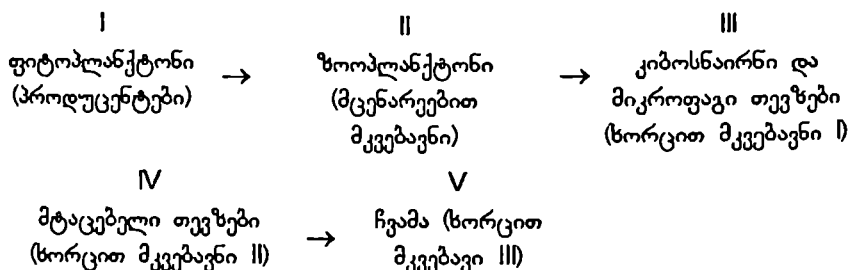 I II III
ფიტოპლანქტონი → ზოოპლანქტონი → კიბოსნაირნი და
(პროდუცენტები) (მცენარეებით მიკროფაგი თევზები
მკვებავნი) (ხორცით მკვებავნი I)
IV V
მტაცებელი თევზები → ჩვამა (ხორცით
(ხორცით მკვებავნი II) მკვებავი III)